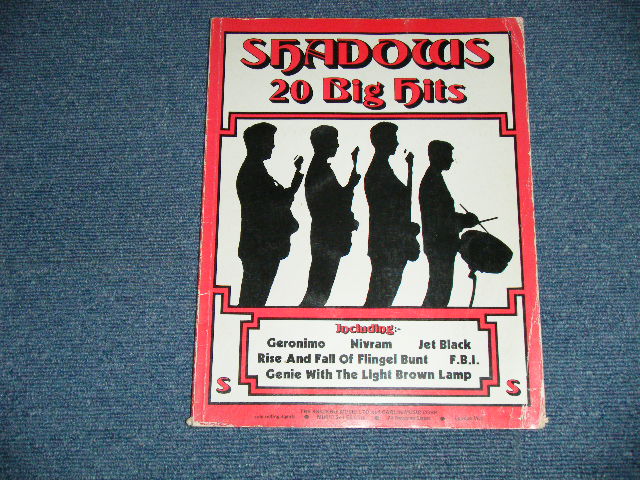 SHADOWS
20 Big Hits
Including:-
Geronimo Nivram Jet Black
Rise And Fall Of Flingel Bunt F.B.I.
Genie With The Light Brown Lamp
S S
MUSIC